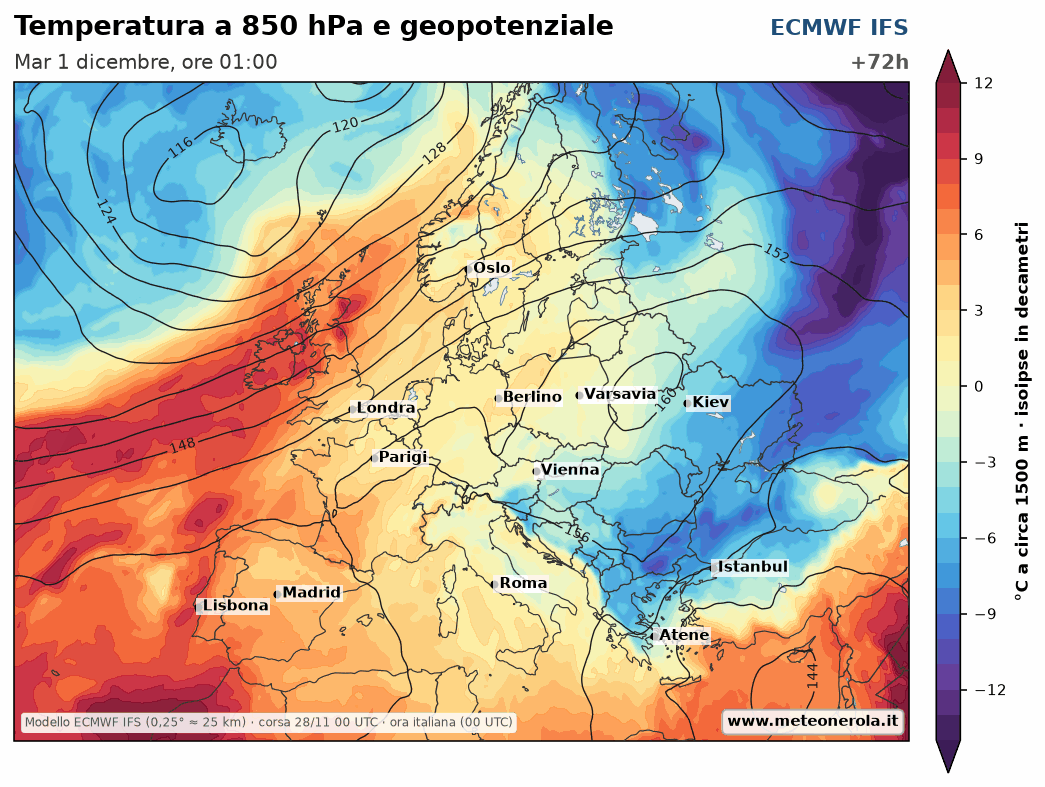 Temperatura a 850 hPa e geopotenziale
ECMWF IFS
Mar 1 dicembre, ore 01:00
+72h
116
120
128
124
152
148
160
156
144
Oslo
Berlino
Varsavia
Kiev
Londra
Parigi
Vienna
Istanbul
Roma
Madrid
Lisbona
Atene
12
9
6
3
0
−3
−6
−9
−12
°C a circa 1500 m · isoipse in decametri
Modello ECMWF IFS (0,25° ≈ 25 km) · corsa 28/11 00 UTC · ora italiana (00 UTC)
www.meteonerola.it